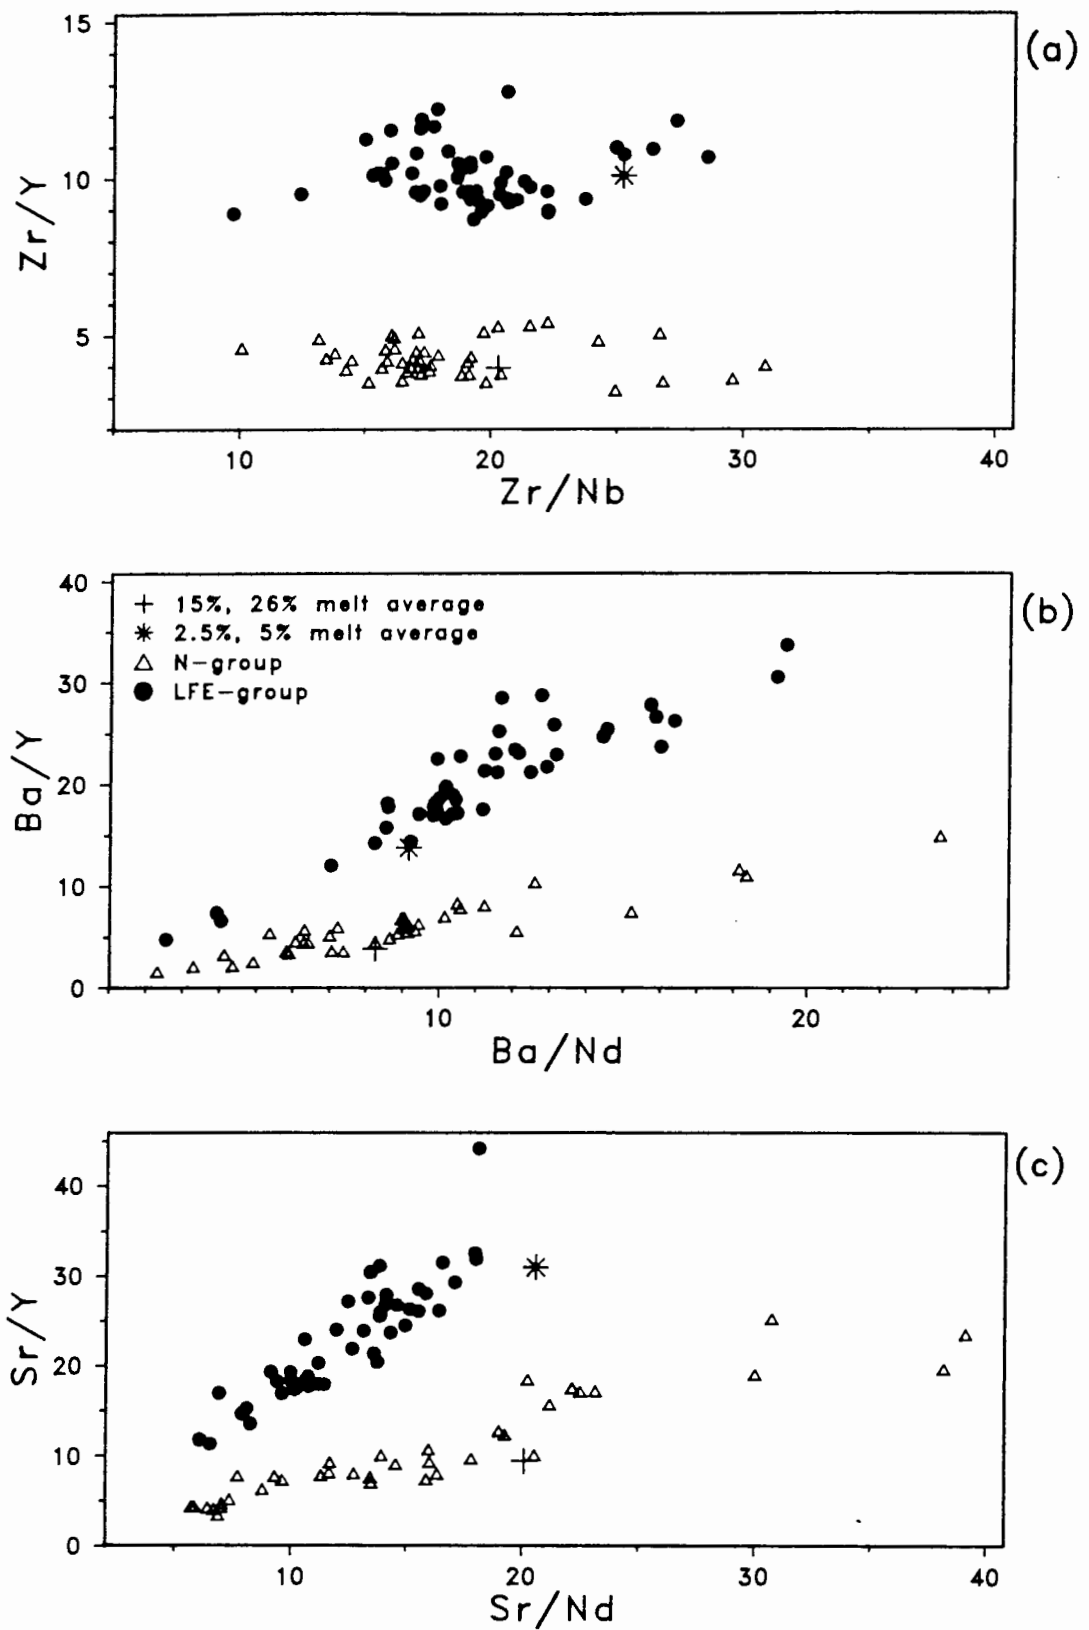 15
(a)
10
Zr/Y
5
10 20 30 40
Zr/Nb
40
(b)
+ 15%, 26% melt average
✳ 2.5%, 5% melt average
△ N-group
● LFE-group
30
Ba/Y
20
10
0
10 20
Ba/Nd
(c)
40
30
Sr/Y
20
10
0
10 20 30 40
Sr/Nd